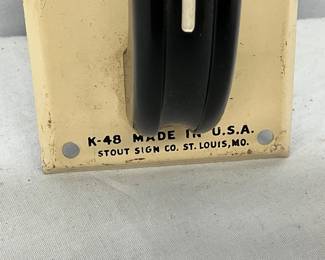 K-48 MADE IN U.S.A.
STOUT SIGN CO. ST. LOUIS, MO.